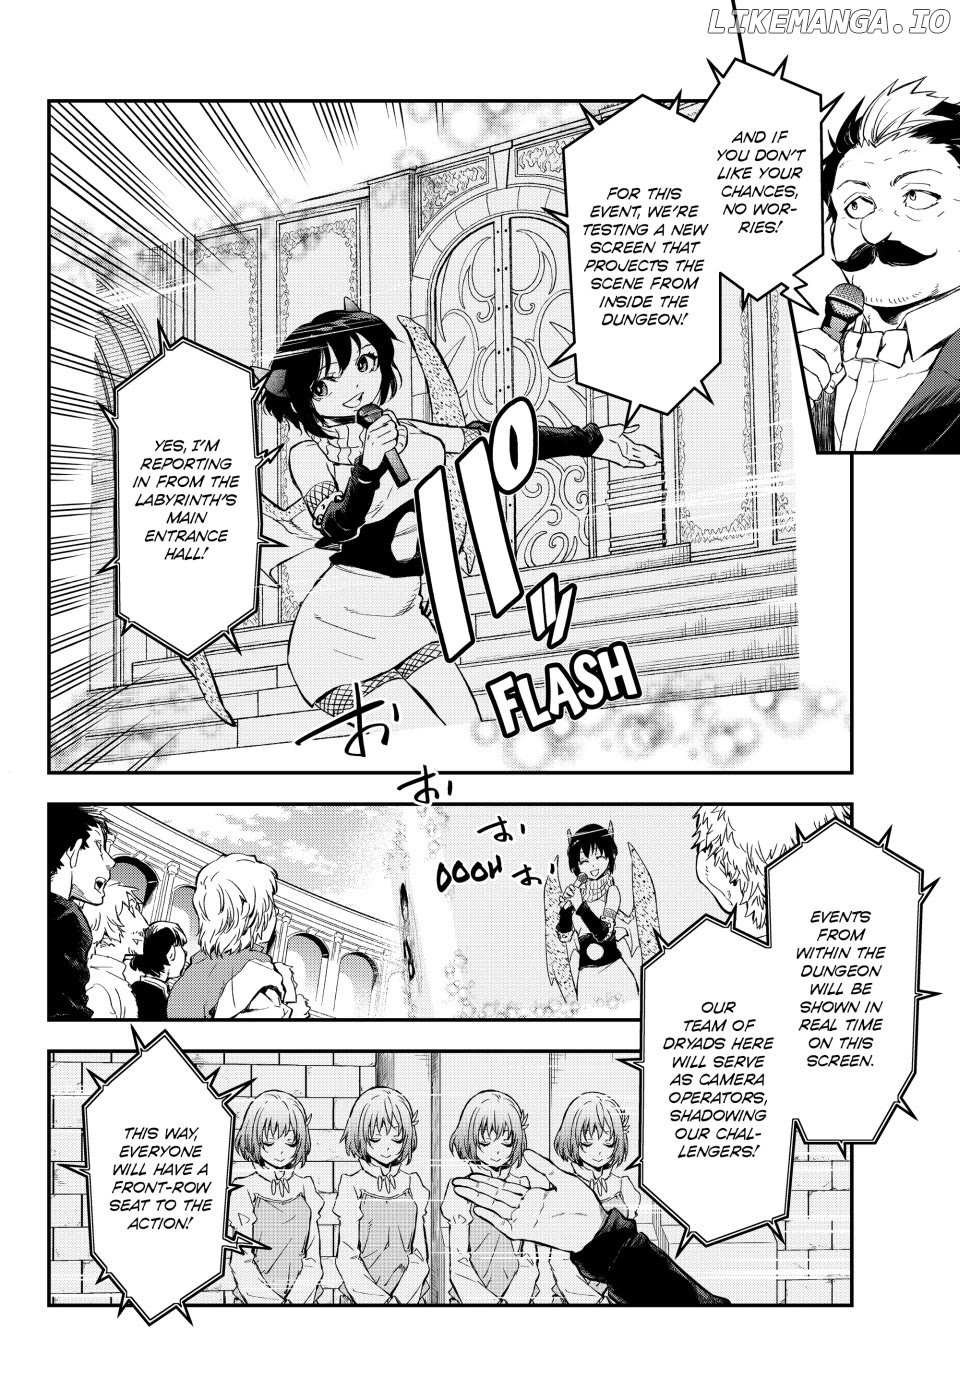 LIKEMANGA.IO
AND IF
YOU DON'T
LIKE YOUR
CHANCES,
NO WOR-
RIES!
FOR THIS
EVENT, WE'RE
TESTING A NEW
SCREEN THAT
PROJECTS THE
SCENE FROM
INSIDE THE
DUNGEON!
YES, I'M
REPORTING
IN FROM THE
LABYRINTH'S
MAIN
ENTRANCE
HALL!
パパッ
FLASH
お
お
お
OOOH
お
EVENTS
FROM
WITHIN THE
DUNGEON
WILL BE
SHOWN IN
REAL TIME
ON THIS
SCREEN.
OUR
TEAM OF
DRYADS HERE
WILL SERVE
AS CAMERA
OPERATORS,
SHADOWING
OUR CHAL-
LENGERS!
THIS WAY,
EVERYONE
WILL HAVE A
FRONT-ROW
SEAT TO THE
ACTION!